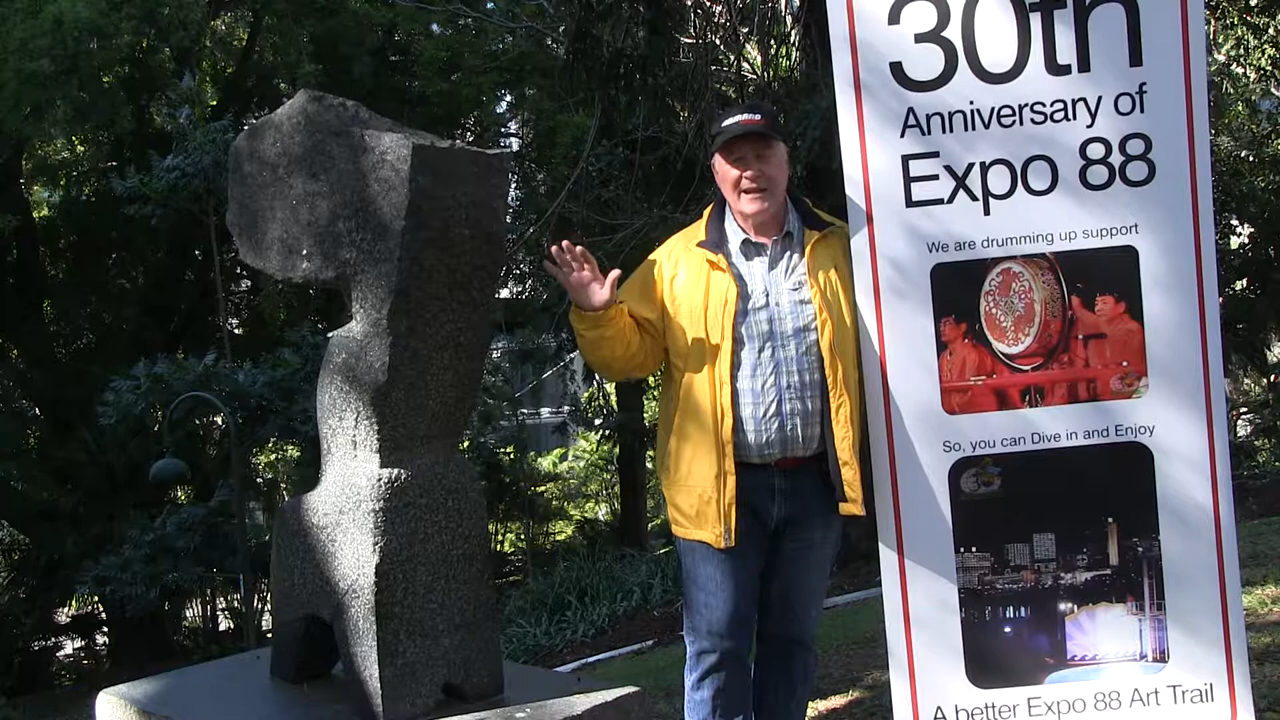 30th
Anniversary of
Expo 88
We are drumming up support
So, you can Dive in and Enjoy
A better Expo 88 Art Trail